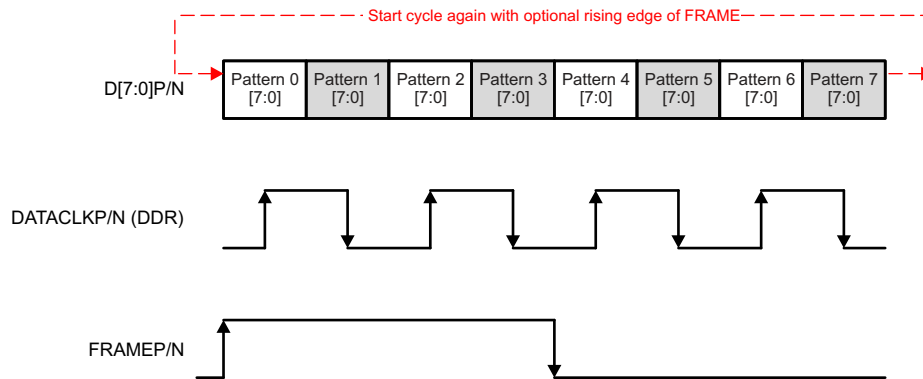 Start cycle again with optional rising edge of FRAME
D[7:0]P/N
Pattern 0
[7:0]
Pattern 1
[7:0]
Pattern 2
[7:0]
Pattern 3
[7:0]
Pattern 4
[7:0]
Pattern 5
[7:0]
Pattern 6
[7:0]
Pattern 7
[7:0]
DATACLKP/N (DDR)
FRAMEP/N